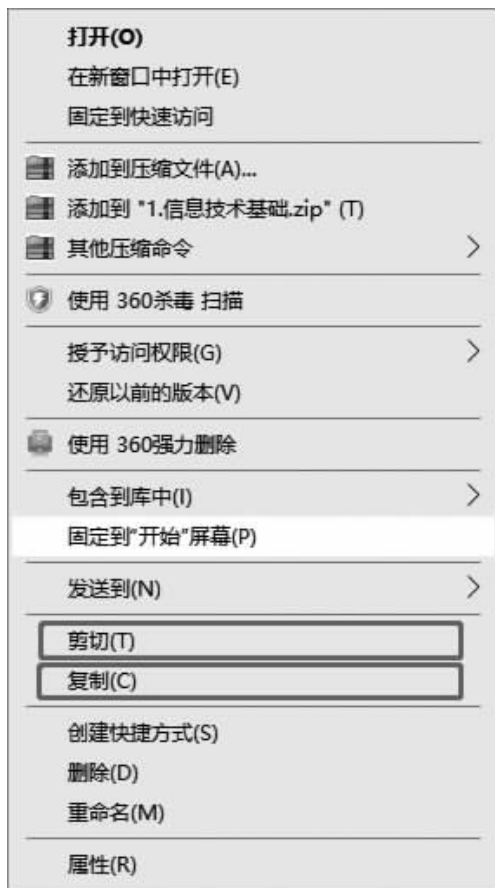 打开(O)
在新窗口中打开(E)
固定到快速访问
添加到压缩文件(A)...
添加到 "1.信息技术基础.zip" (T)
其他压缩命令
使用 360杀毒 扫描
授予访问权限(G)
还原以前的版本(V)
使用 360强力删除
包含到库中(I)
固定到"开始"屏幕(P)
发送到(N)
剪切(T)
复制(C)
创建快捷方式(S)
删除(D)
重命名(M)
属性(R)